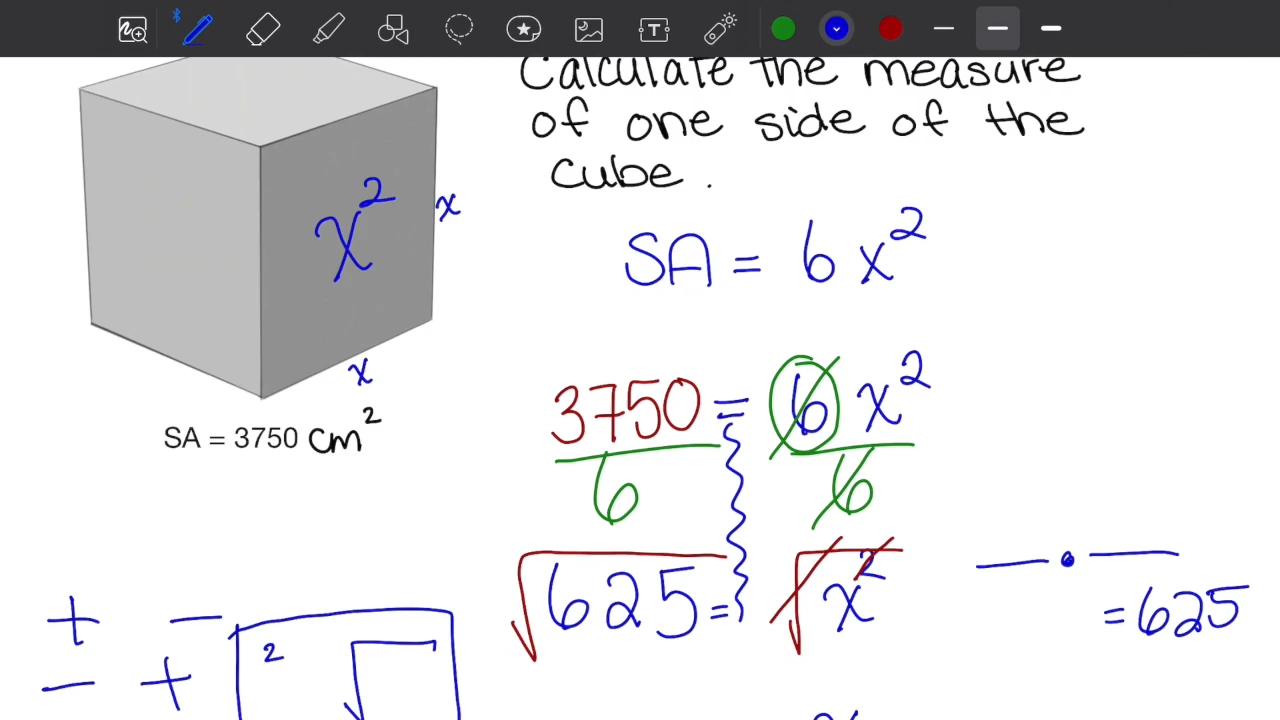 Calculate the measure
of one side of the
cube.
x²
x
x
SA = 6x²
SA = 3750 cm²
3750 = 6x²
6 6
√625 = √x²
— • —
= 625
+ −
− +
2 √